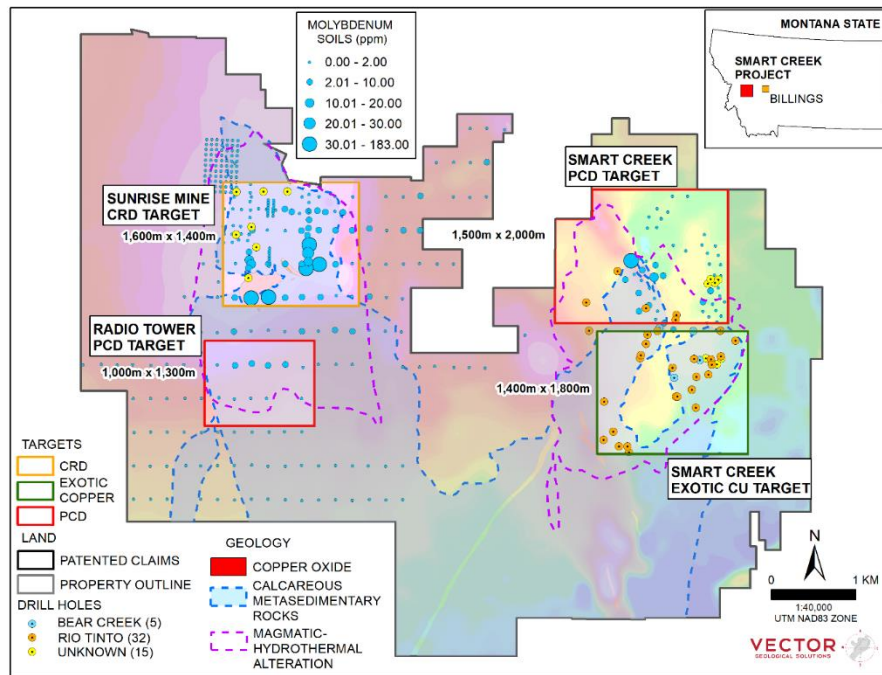 MOLYBDENUM
SOILS (ppm)
0.00 - 2.00
2.01 - 10.00
10.01 - 20.00
20.01 - 30.00
30.01 - 183.00
MONTANA STATE
SMART CREEK
PROJECT
BILLINGS
SMART CREEK
PCD TARGET
SUNRISE MINE
CRD TARGET
1,600m x 1,400m
1,500m x 2,000m
RADIO TOWER
PCD TARGET
1,000m x 1,300m
1,400m x 1,800m
SMART CREEK
EXOTIC CU TARGET
TARGETS
CRD
EXOTIC
COPPER
PCD
LAND
PATENTED CLAIMS
PROPERTY OUTLINE
DRILL HOLES
BEAR CREEK (5)
RIO TINTO (32)
UNKNOWN (15)
GEOLOGY
COPPER OXIDE
CALCAREOUS
METASEDIMENTARY
ROCKS
MAGMATIC-
HYDROTHERMAL
ALTERATION
N
0 1 KM
1:40,000
UTM NAD83 ZONE
VECTOR
GEOLOGICAL SOLUTIONS